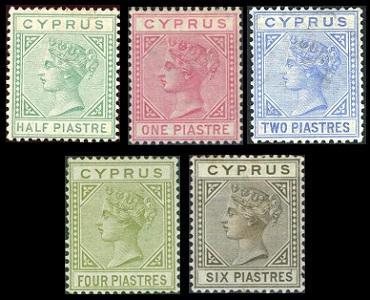 CYPRUS
HALF PIASTRE
CYPRUS
ONE PIASTRE
CYPRUS
TWO PIASTRES
CYPRUS
FOUR PIASTRES
CYPRUS
SIX PIASTRES